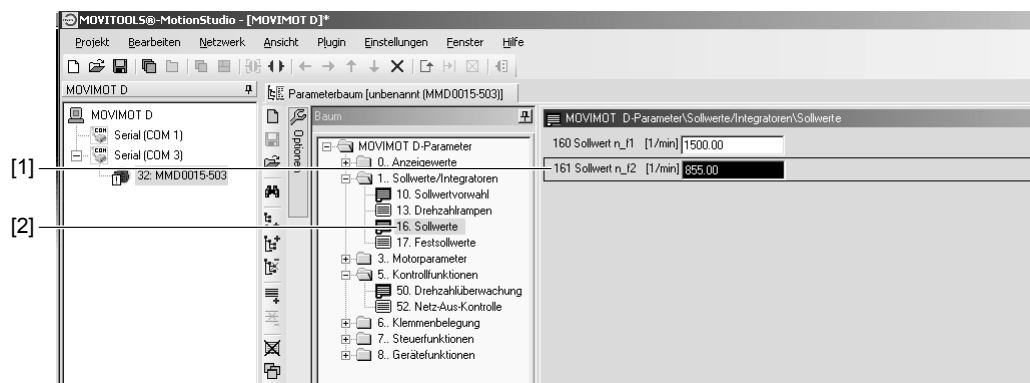 MOVITOOLS®-MotionStudio - [MOVIMOT D]*
Projekt Bearbeiten Netzwerk Ansicht Plugin Einstellungen Fenster Hilfe
MOVIMOT D
Parameterbaum [unbenannt (MMD0015-503)]
MOVIMOT D
Serial (COM 1)
Serial (COM 3)
32: MMD0015-503
Optionen
Baum
MOVIMOT D-Parameter
0.. Anzeigewerte
1.. Sollwerte/Integratoren
10. Sollwertvorwahl
13. Drehzahlrampen
16. Sollwerte
17. Festsollwerte
3.. Motorparameter
5.. Kontrollfunktionen
50. Drehzahlüberwachung
52. Netz-Aus-Kontrolle
6.. Klemmenbelegung
7.. Steuerfunktionen
8.. Gerätefunktionen
MOVIMOT D-Parameter\Sollwerte/Integratoren\Sollwerte
160 Sollwert n_f1 [1/min] 1500.00
161 Sollwert n_f2 [1/min] 855.00
[1]
[2]